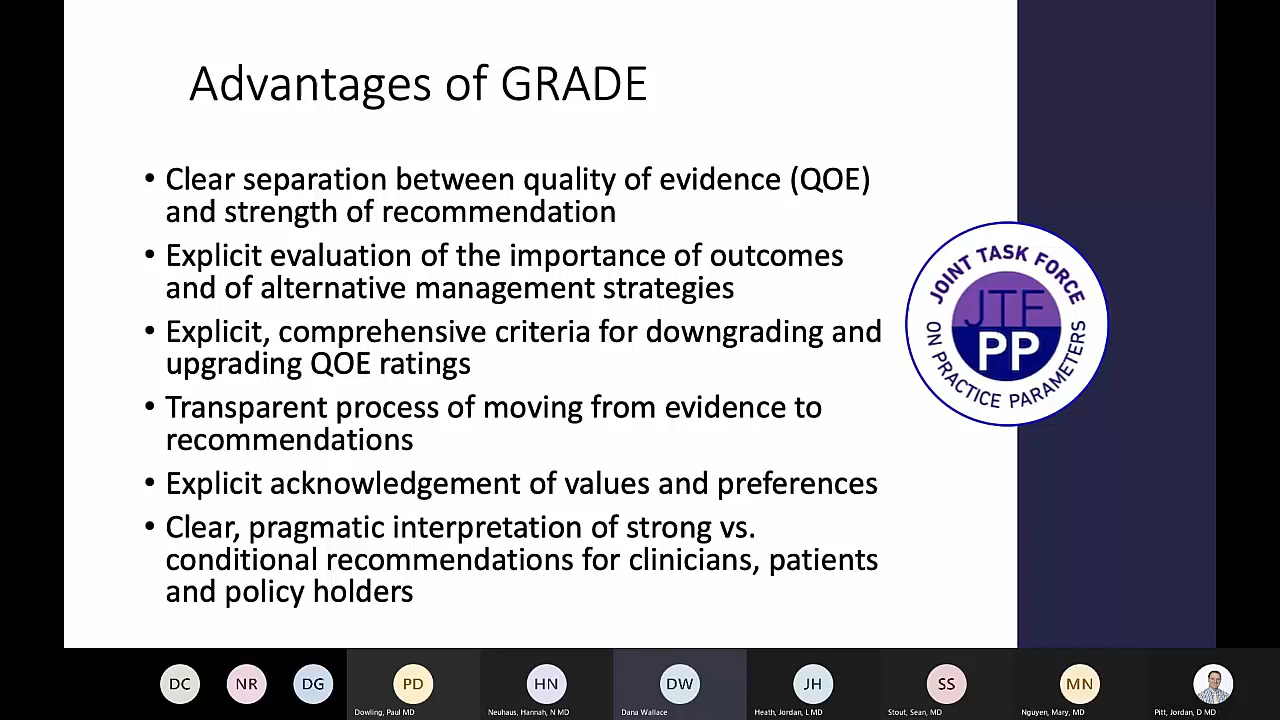 Advantages of GRADE
• Clear separation between quality of evidence (QOE)
and strength of recommendation
• Explicit evaluation of the importance of outcomes
and of alternative management strategies
• Explicit, comprehensive criteria for downgrading and
upgrading QOE ratings
• Transparent process of moving from evidence to
recommendations
• Explicit acknowledgement of values and preferences
• Clear, pragmatic interpretation of strong vs.
conditional recommendations for clinicians, patients
and policy holders
JOINT TASK FORCE
JTF
PP
ON PRACTICE PARAMETERS
DC NR DG PD HN DW JH SS MN
Dowling, Paul MD Neuhaus, Hannah, N MD Dana Wallace Heath, Jordan, L MD Stout, Sean, MD Nguyen, Mary, MD Pitt, Jordan, D MD